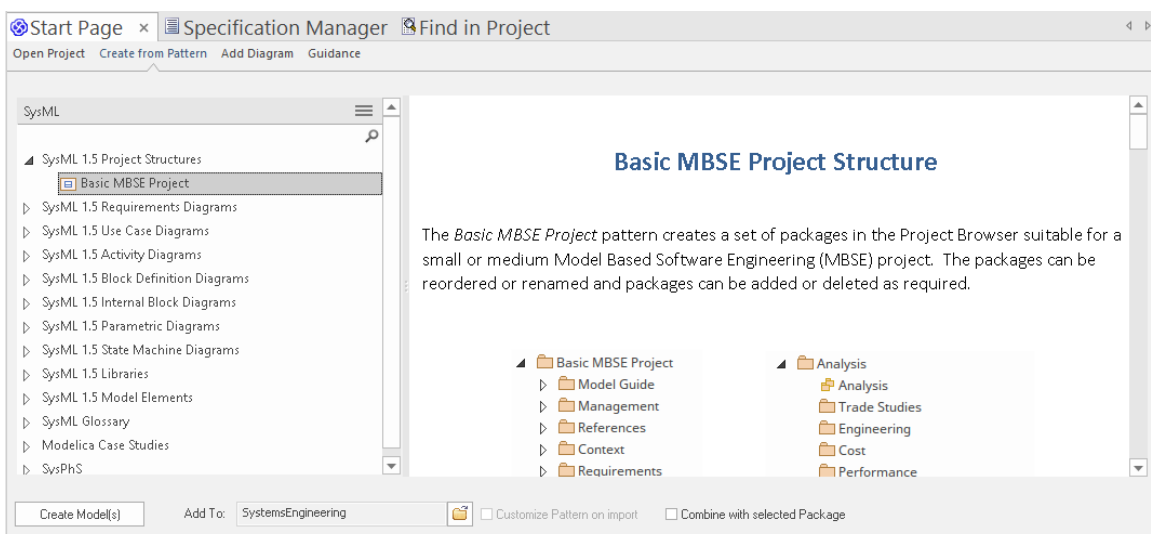 Start Page × Specification Manager Find in Project
Open Project Create from Pattern Add Diagram Guidance
SysML
SysML 1.5 Project Structures
Basic MBSE Project
SysML 1.5 Requirements Diagrams
SysML 1.5 Use Case Diagrams
SysML 1.5 Activity Diagrams
SysML 1.5 Block Definition Diagrams
SysML 1.5 Internal Block Diagrams
SysML 1.5 Parametric Diagrams
SysML 1.5 State Machine Diagrams
SysML 1.5 Libraries
SysML 1.5 Model Elements
SysML Glossary
Modelica Case Studies
SysPhS
Basic MBSE Project Structure
The Basic MBSE Project pattern creates a set of packages in the Project Browser suitable for a
small or medium Model Based Software Engineering (MBSE) project. The packages can be
reordered or renamed and packages can be added or deleted as required.
Basic MBSE Project
Model Guide
Management
References
Context
Requirements
Analysis
Analysis
Trade Studies
Engineering
Cost
Performance
Create Model(s) Add To: SystemsEngineering Customize Pattern on import Combine with selected Package